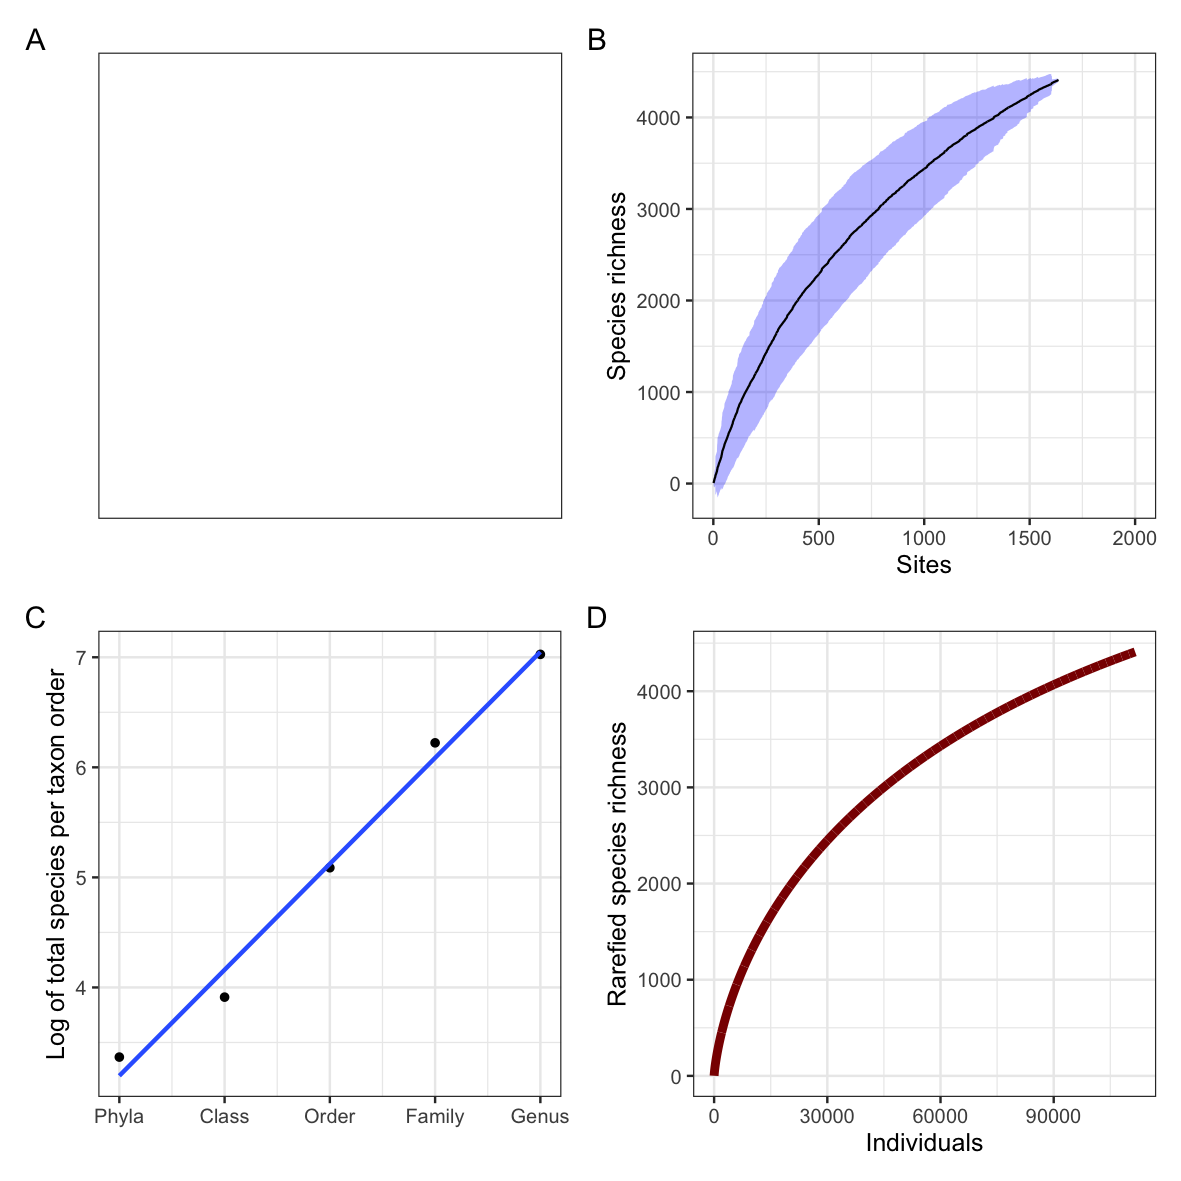 A
B
Species richness
4000
3000
2000
1000
0
0 500 1000 1500 2000
Sites
C
Log of total species per taxon order
7
6
5
4
Phyla Class Order Family Genus
D
Rarefied species richness
4000
3000
2000
1000
0
0 30000 60000 90000
Individuals